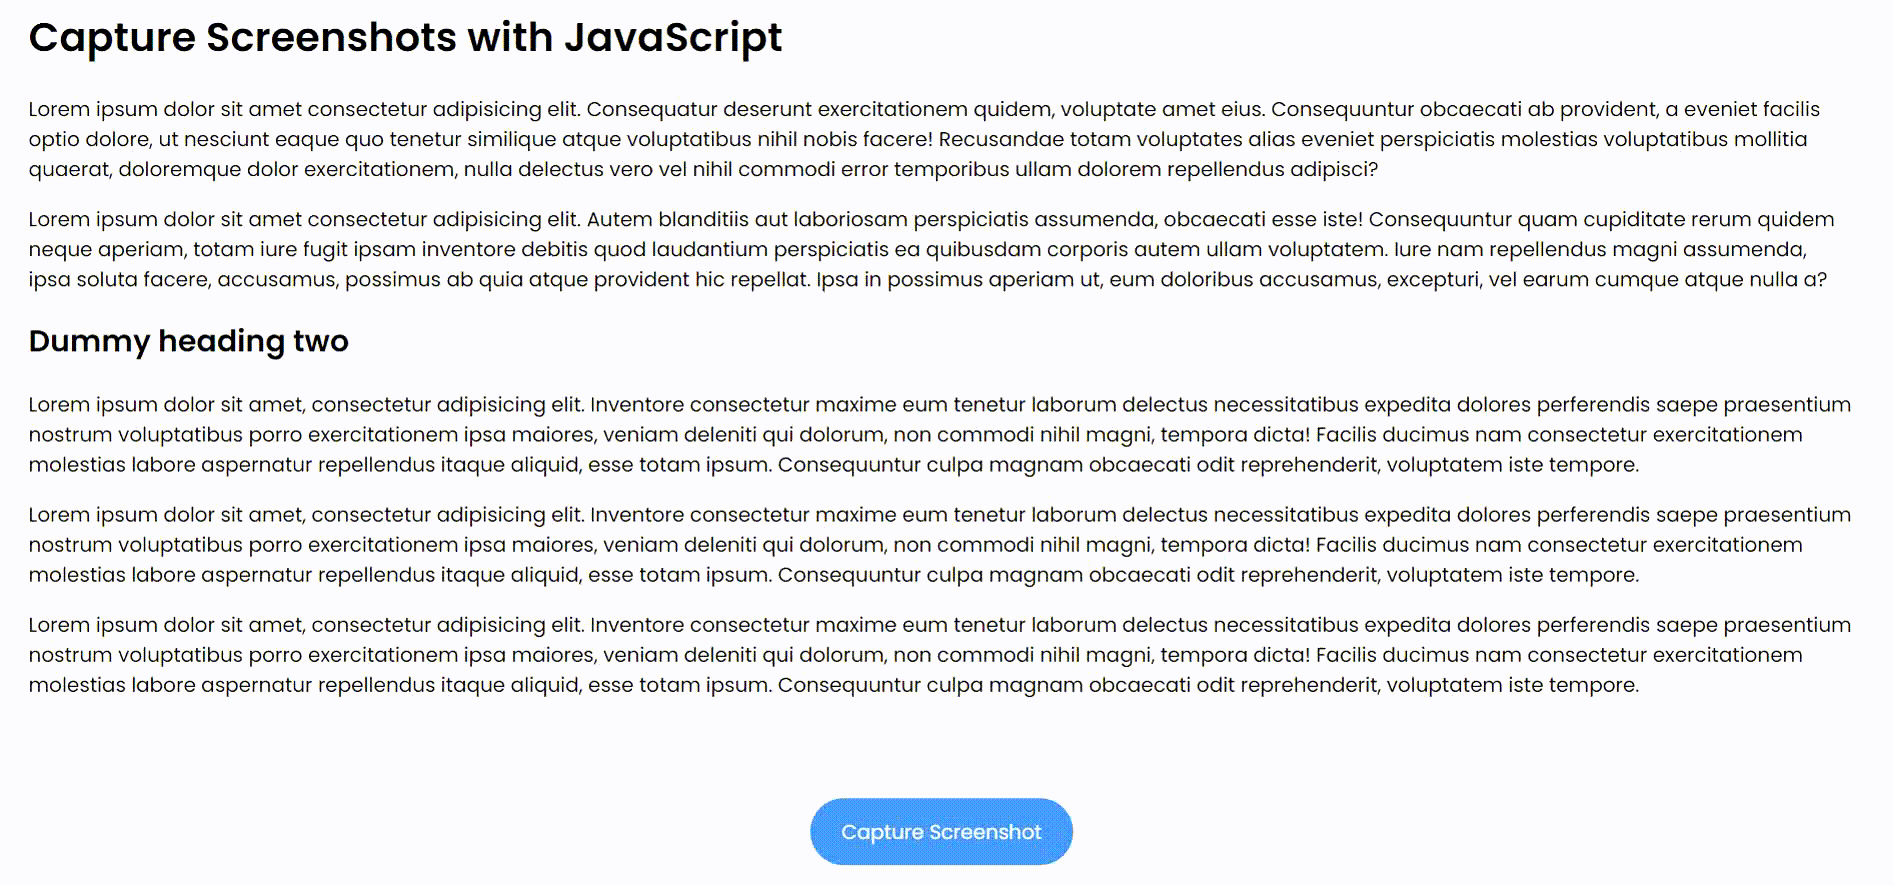 Capture Screenshots with JavaScript
Lorem ipsum dolor sit amet consectetur adipisicing elit. Consequatur deserunt exercitationem quidem, voluptate amet eius. Consequuntur obcaecati ab provident, a eveniet facilis
optio dolore, ut nesciunt eaque quo tenetur similique atque voluptatibus nihil nobis facere! Recusandae totam voluptates alias eveniet perspiciatis molestias voluptatibus mollitia
quaerat, doloremque dolor exercitationem, nulla delectus vero vel nihil commodi error temporibus ullam dolorem repellendus adipisci?
Lorem ipsum dolor sit amet consectetur adipisicing elit. Autem blanditiis aut laboriosam perspiciatis assumenda, obcaecati esse iste! Consequuntur quam cupiditate rerum quidem
neque aperiam, totam iure fugit ipsam inventore debitis quod laudantium perspiciatis ea quibusdam corporis autem ullam voluptatem. Iure nam repellendus magni assumenda,
ipsa soluta facere, accusamus, possimus ab quia atque provident hic repellat. Ipsa in possimus aperiam ut, eum doloribus accusamus, excepturi, vel earum cumque atque nulla a?
Dummy heading two
Lorem ipsum dolor sit amet, consectetur adipisicing elit. Inventore consectetur maxime eum tenetur laborum delectus necessitatibus expedita dolores perferendis saepe praesentium
nostrum voluptatibus porro exercitationem ipsa maiores, veniam deleniti qui dolorum, non commodi nihil magni, tempora dicta! Facilis ducimus nam consectetur exercitationem
molestias labore aspernatur repellendus itaque aliquid, esse totam ipsum. Consequuntur culpa magnam obcaecati odit reprehenderit, voluptatem iste tempore.
Lorem ipsum dolor sit amet, consectetur adipisicing elit. Inventore consectetur maxime eum tenetur laborum delectus necessitatibus expedita dolores perferendis saepe praesentium
nostrum voluptatibus porro exercitationem ipsa maiores, veniam deleniti qui dolorum, non commodi nihil magni, tempora dicta! Facilis ducimus nam consectetur exercitationem
molestias labore aspernatur repellendus itaque aliquid, esse totam ipsum. Consequuntur culpa magnam obcaecati odit reprehenderit, voluptatem iste tempore.
Lorem ipsum dolor sit amet, consectetur adipisicing elit. Inventore consectetur maxime eum tenetur laborum delectus necessitatibus expedita dolores perferendis saepe praesentium
nostrum voluptatibus porro exercitationem ipsa maiores, veniam deleniti qui dolorum, non commodi nihil magni, tempora dicta! Facilis ducimus nam consectetur exercitationem
molestias labore aspernatur repellendus itaque aliquid, esse totam ipsum. Consequuntur culpa magnam obcaecati odit reprehenderit, voluptatem iste tempore.
Capture Screenshot